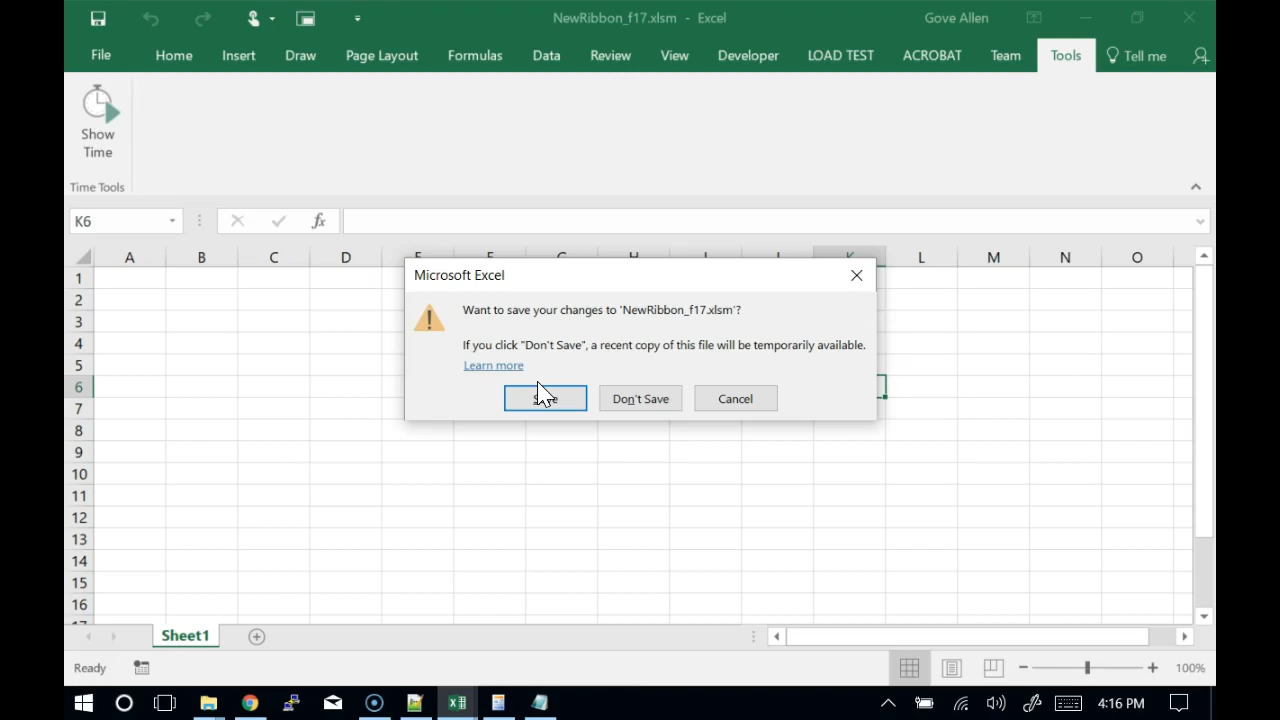 NewRibbon_f17.xlsm - Excel
Gove Allen
File Home Insert Draw Page Layout Formulas Data Review View Developer LOAD TEST ACROBAT Team Tools Tell me
Show
Time
Time Tools
K6
fx
A B C D E F G H I J K L M N O
1
2
3
4
5
6
7
8
9
10
11
12
13
14
15
16
Microsoft Excel
Want to save your changes to 'NewRibbon_f17.xlsm'?
If you click "Don't Save", a recent copy of this file will be temporarily available.
Learn more
Save Don't Save Cancel
Sheet1
Ready
100%
4:16 PM